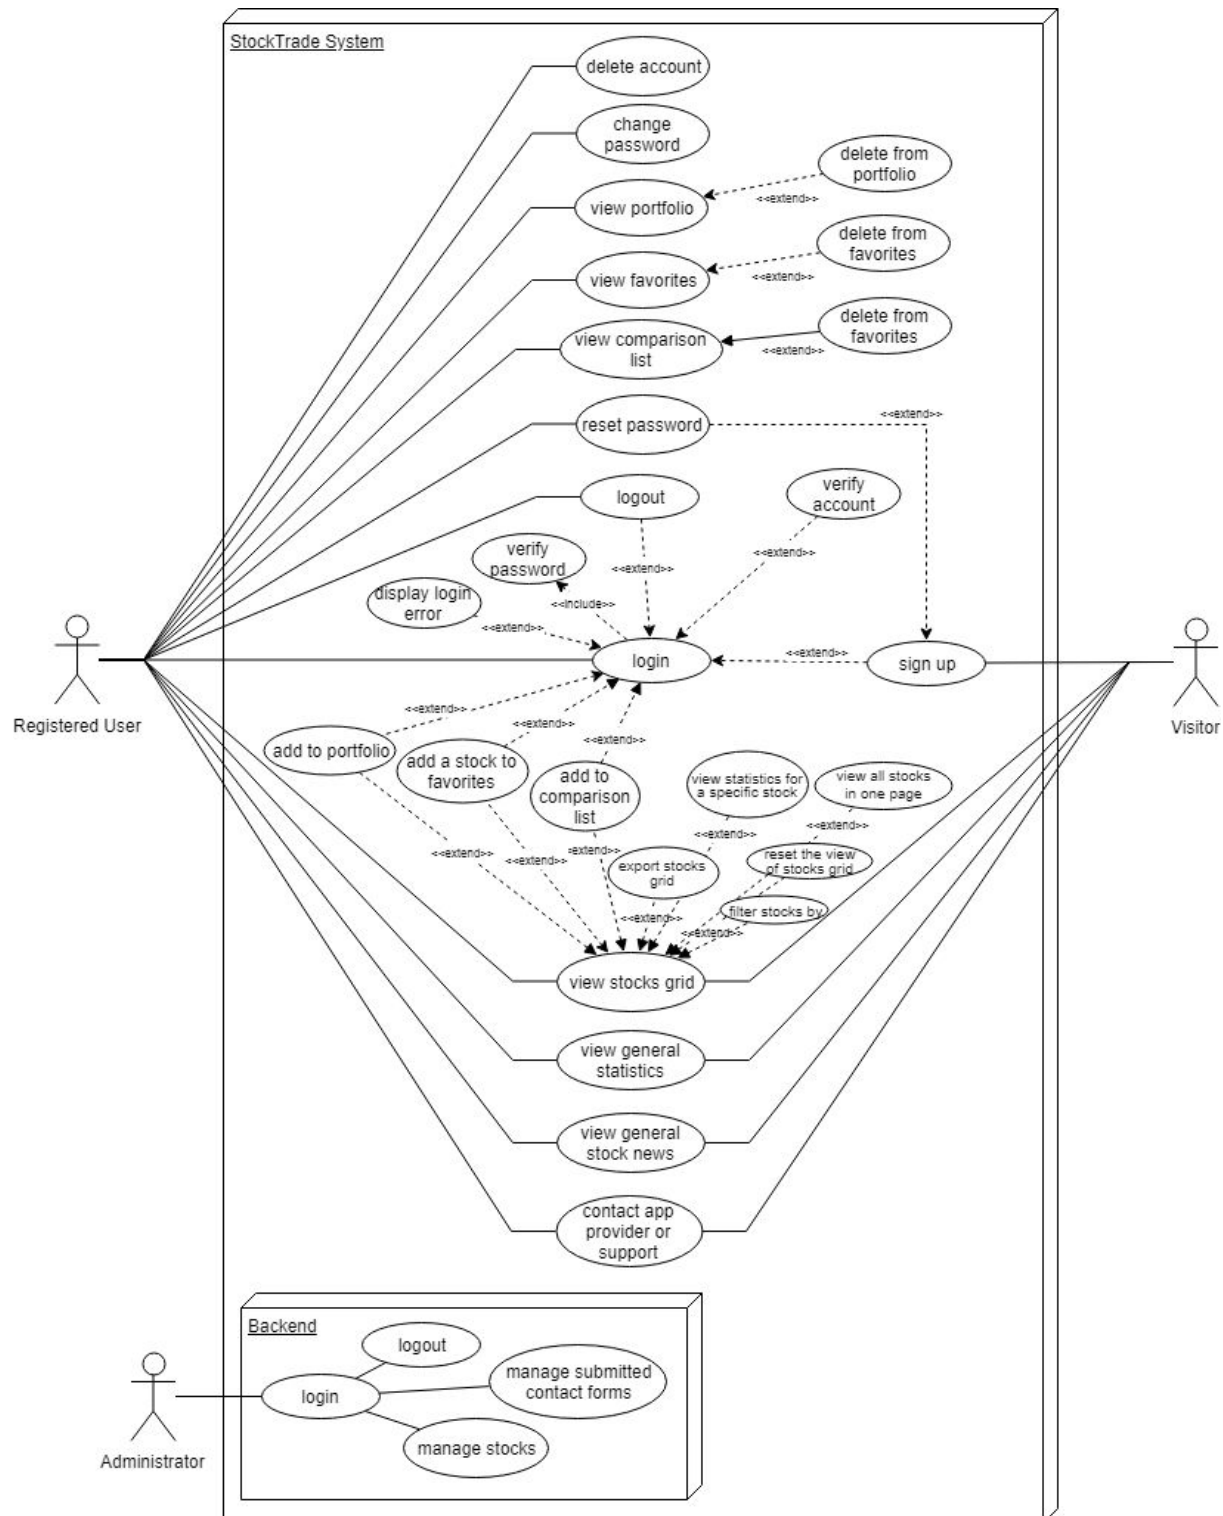 StockTrade System
delete account
change
password
delete from
portfolio
<<extend>>
view portfolio
delete from
favorites
<<extend>>
view favorites
delete from
favorites
<<extend>>
view comparison
list
<<extend>>
reset password
verify
account
logout
verify
password
<<extend>>
<<extend>>
display login
error
<<include>>
<<extend>>
login
<<extend>>
sign up
Registered User
Visitor
<<extend>>
<<extend>>
<<extend>>
add to portfolio
add a stock to
favorites
add to
comparison
list
view statistics for
a specific stock
view all stocks
in one page
<<extend>>
<<extend>>
<<extend>>
<<extend>>
extend>>
export stocks
grid
reset the view
of stocks grid
filter stocks by
<<extend>>
<<extend>>
view stocks grid
view general
statistics
view general
stock news
contact app
provider or
support
Backend
logout
manage submitted
contact forms
login
manage stocks
Administrator